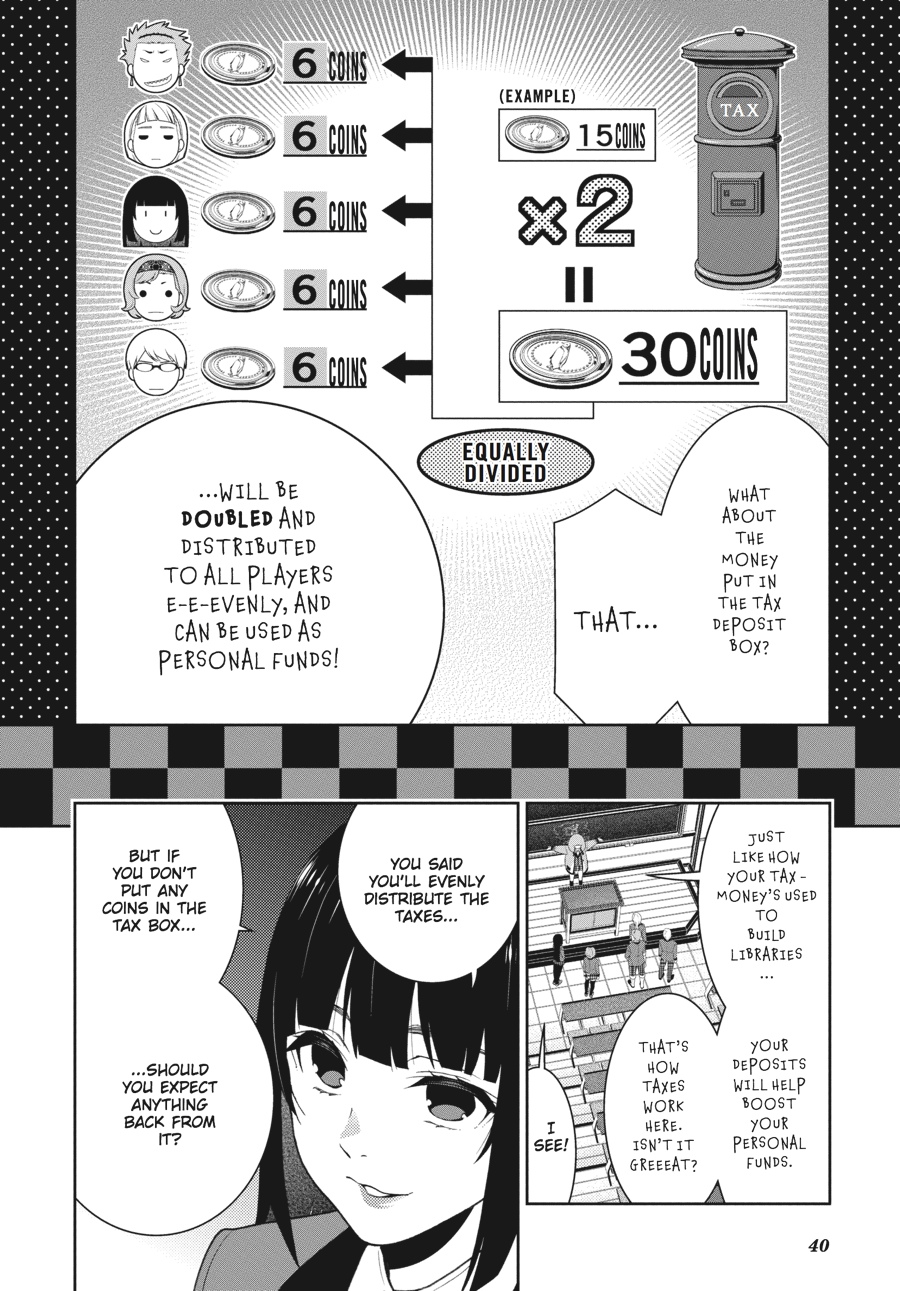 WHAT
ABOUT
THE
MONEY
PUT IN
THE TAX
DEPOSIT
BOX?
THAT...
TAX
(EXAMPLE)
15COINS
×2
=
30COINS
6 COINS
6 COINS
6 COINS
6 COINS
6 COINS
EQUALLY
DIVIDED
...WILL BE
DOUBLED AND
DISTRIBUTED
TO ALL PLAYERS
E-E-EVENLY, AND
CAN BE USED AS
PERSONAL FUNDS!
JUST
LIKE HOW
YOUR TAX-
MONEY'S USED
TO
BUILD
LIBRARIES
...
YOUR
DEPOSITS
WILL HELP
BOOST
YOUR
PERSONAL
FUNDS.
THAT'S
HOW
TAXES
WORK
HERE.
ISN'T IT
GREEEAT?
I
SEE!
YOU SAID
YOU'LL EVENLY
DISTRIBUTE THE
TAXES...
BUT IF
YOU DON'T
PUT ANY
COINS IN THE
TAX BOX...
...SHOULD
YOU EXPECT
ANYTHING
BACK FROM
IT?
40